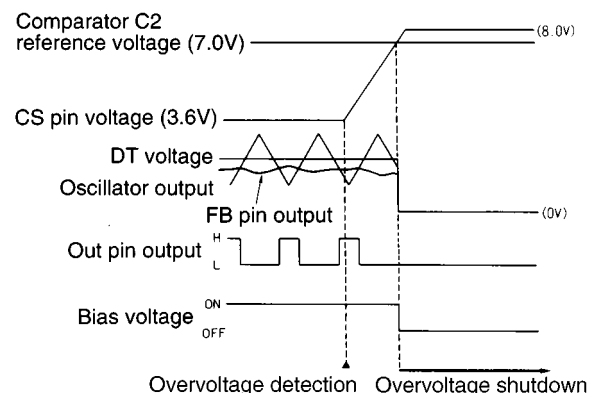 Comparator C2
reference voltage (7.0V)
(8.0V)
CS pin voltage (3.6V)
DT voltage
Oscillator output
FB pin output
(0V)
Out pin output
H
L
Bias voltage
ON
OFF
Overvoltage detection
Overvoltage shutdown